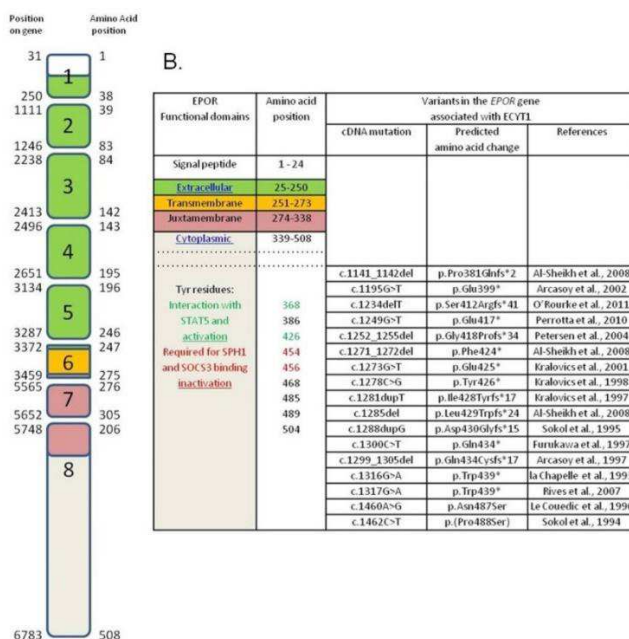 Position on gene
Amino Acid position
31 1
1
250 38
1111 39
2
1246 83
2238 84
3
2413 142
2496 143
4
2651 195
3134 196
5
3287 246
3372 247
6
3459 275
5565 276
7
5652 305
5748 206
8
6783 508
B.
EPOR Functional domains
Amino acid position
Variants in the EPOR gene associated with ECYT1
cDNA mutation
Predicted amino acid change
References
Signal peptide 1 - 24
Extracellular 25-250
Transmembrane 251-273
Juxtamembrane 274-338
Cytoplasmic 339-508
Tyr residues:
Interaction with
STAT5 and
activation
Required for SPH1
and SOCS3 binding
inactivation
368
386
426
454
456
468
485
489
504
c.1141_1142del p.Pro381Glnfs*2 Al-Sheikh et al., 2008
c.1195G>T p.Glu399* Arcasoy et al., 2002
c.1234delT p.Ser412Argfs*41 O'Rourke et al., 2011
c.1249G>T p.Glu417* Perrotta et al., 2010
c.1252_1255del p.Gly418Profs*34 Petersen et al., 2004
c.1271_1272del p.Phe424* Al-Sheikh et al., 2008
c.1273G>T p.Glu425* Kralovics et al., 2001
c.1278C>G p.Tyr426* Kralovics et al., 1998
c.1281dupT p.Ile428Tyrfs*17 Kralovics et al., 1997
c.1285del p.Leu429Trpfs*24 Al-Sheikh et al., 2008
c.1288dupG p.Asp430Glyfs*15 Sokol et al., 1995
c.1300C>T p.Gln434* Furukawa et al., 1997
c.1299_1305del p.Gln434Cysfs*17 Arcasoy et al., 1997
c.1316G>A p.Trp439* la Chapelle et al., 199
c.1317G>A p.Trp439* Rives et al., 2007
c.1460A>G p.Asn487Ser Le Couedic et al., 199
c.1462C>T p.(Pro488Ser) Sokol et al., 1994